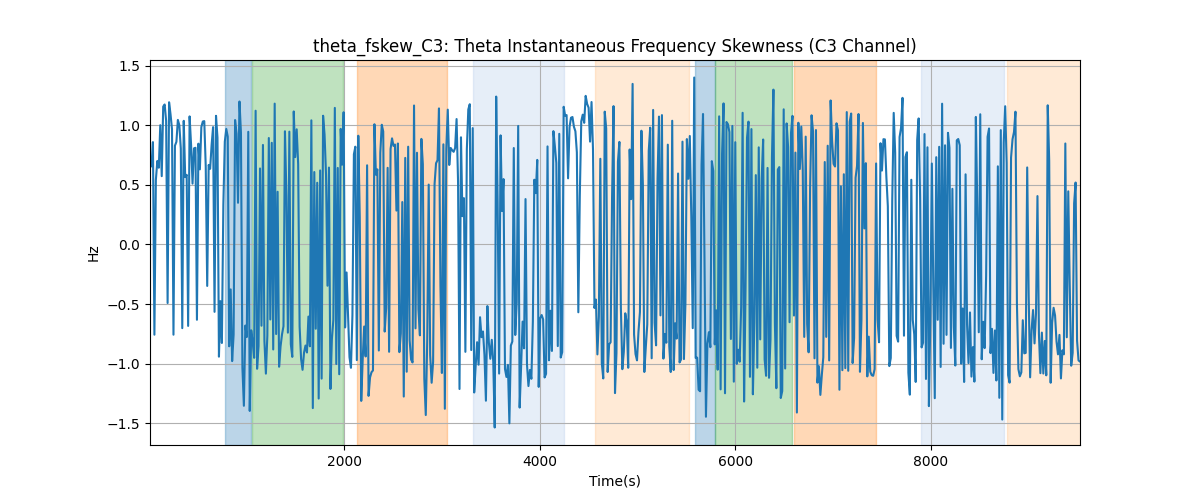 theta_fskew_C3: Theta Instantaneous Frequency Skewness (C3 Channel)
1.5
1.0
0.5
0.0
−0.5
−1.0
−1.5
Hz
2000 4000 6000 8000
Time(s)